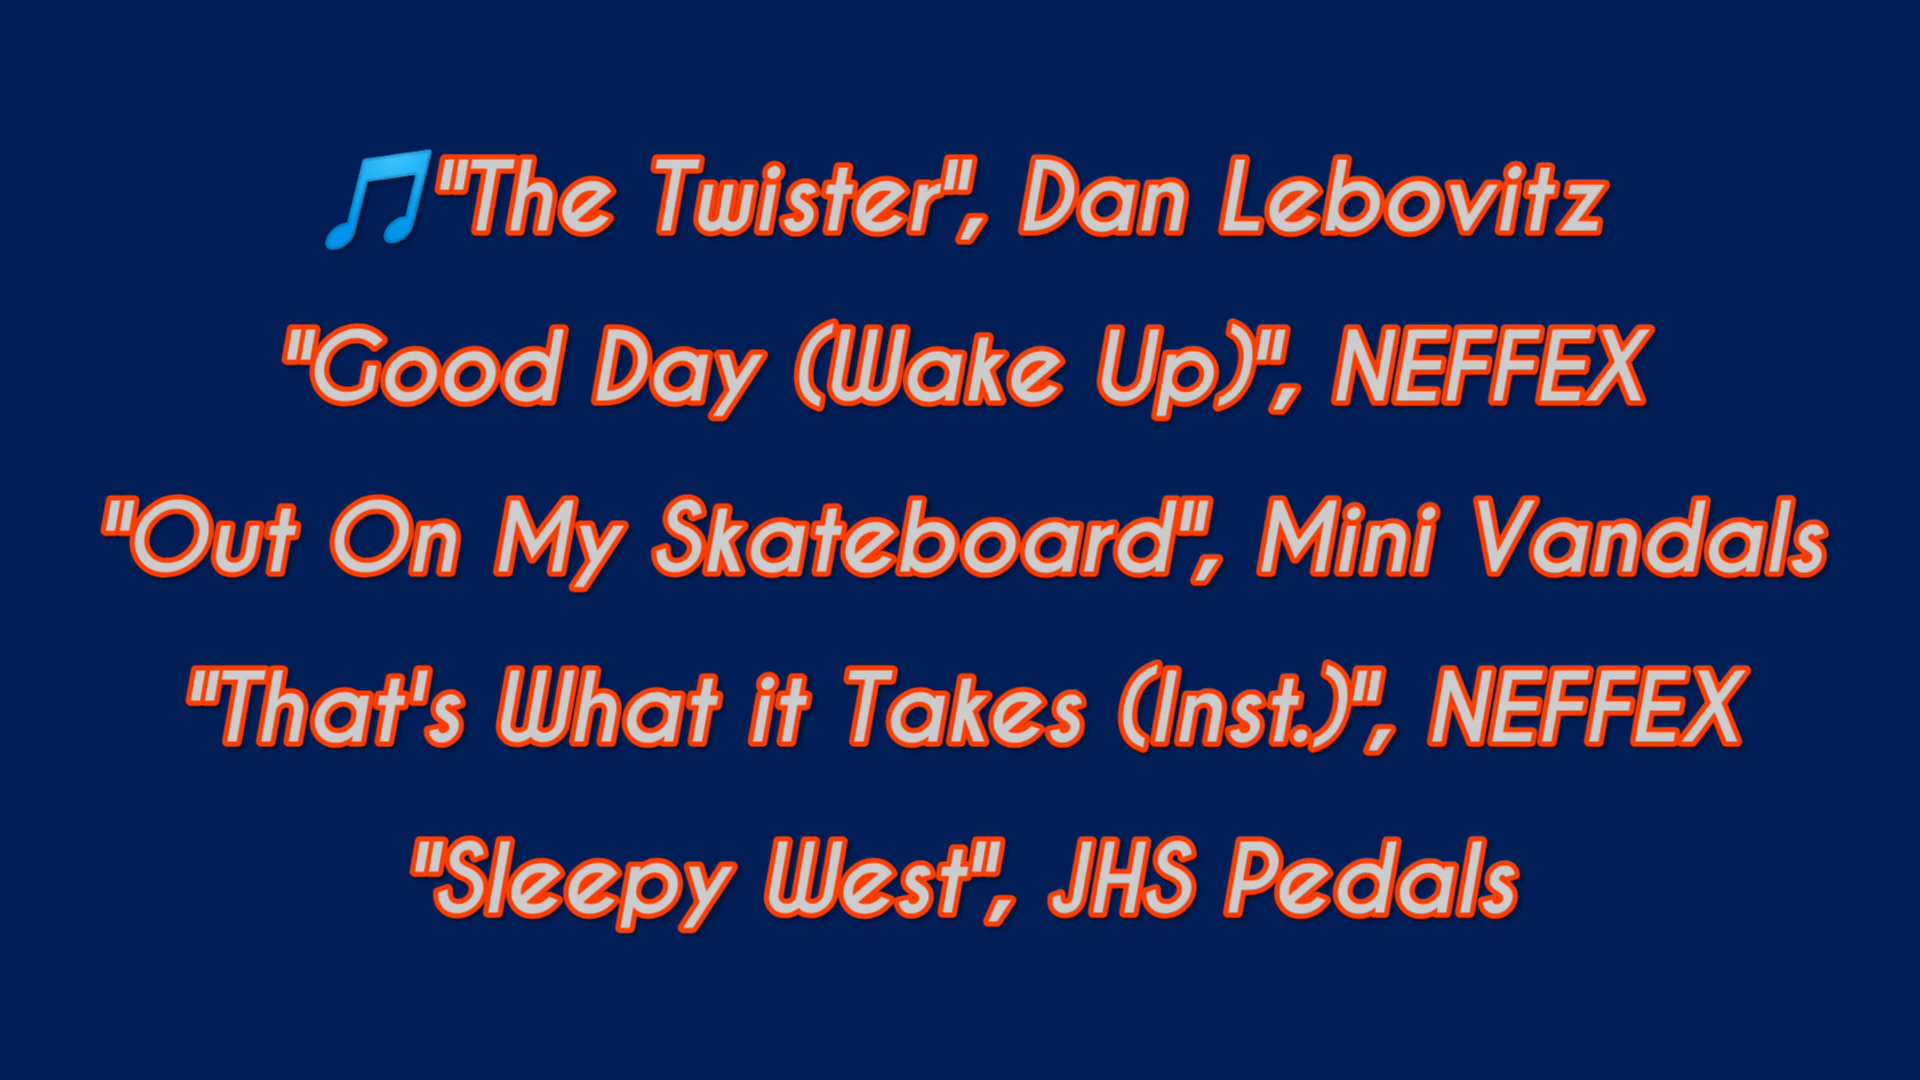 🎵"The Twister", Dan Lebovitz
"Good Day (Wake Up)", NEFFEX
"Out On My Skateboard", Mini Vandals
"That's What it Takes (Inst.)", NEFFEX
"Sleepy West", JHS Pedals